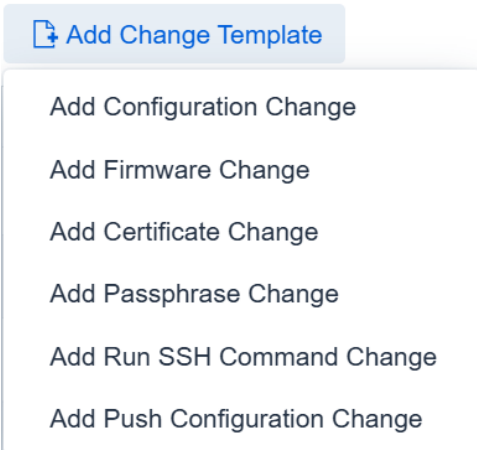 Add Change Template
Add Configuration Change
Add Firmware Change
Add Certificate Change
Add Passphrase Change
Add Run SSH Command Change
Add Push Configuration Change